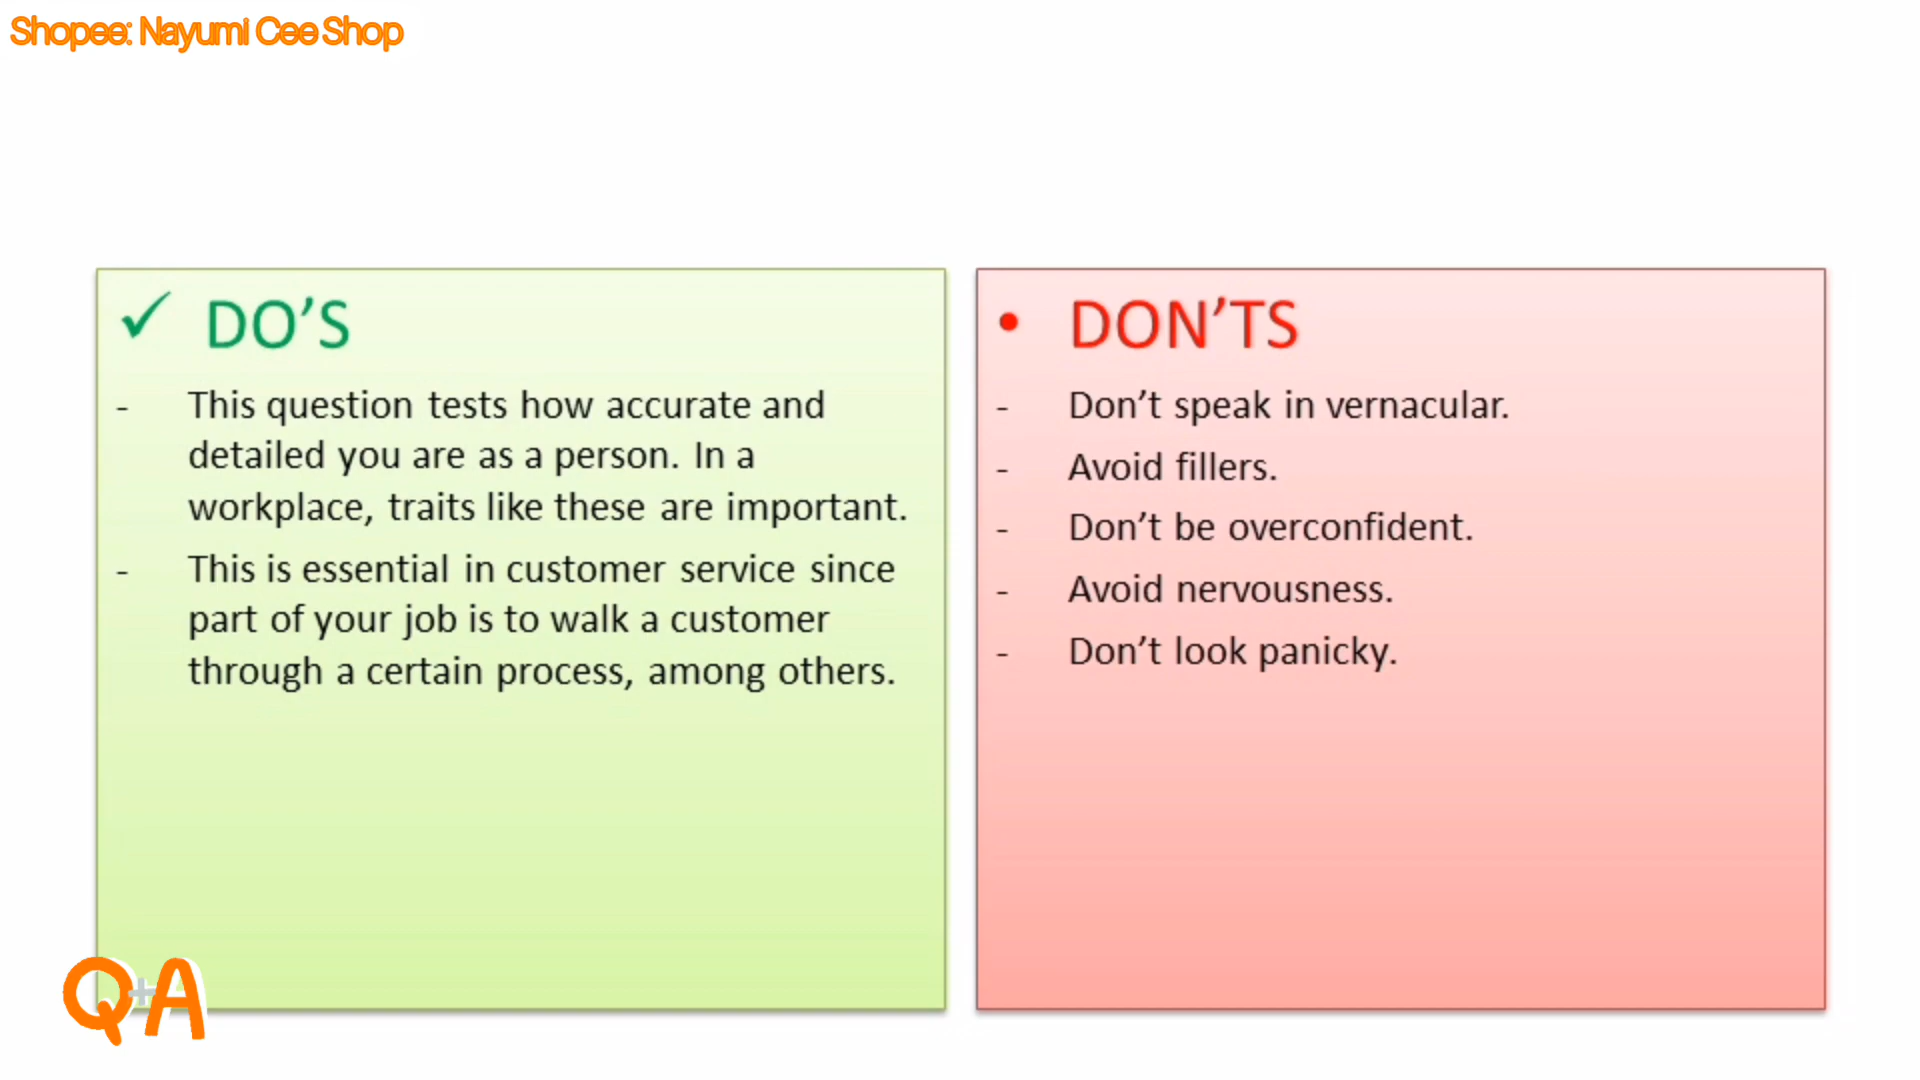 Shopee: Nayumi Cee Shop
✓ DO'S
- This question tests how accurate and
detailed you are as a person. In a
workplace, traits like these are important.
- This is essential in customer service since
part of your job is to walk a customer
through a certain process, among others.
• DON'TS
- Don't speak in vernacular.
- Avoid fillers.
- Don't be overconfident.
- Avoid nervousness.
- Don't look panicky.
Q+A